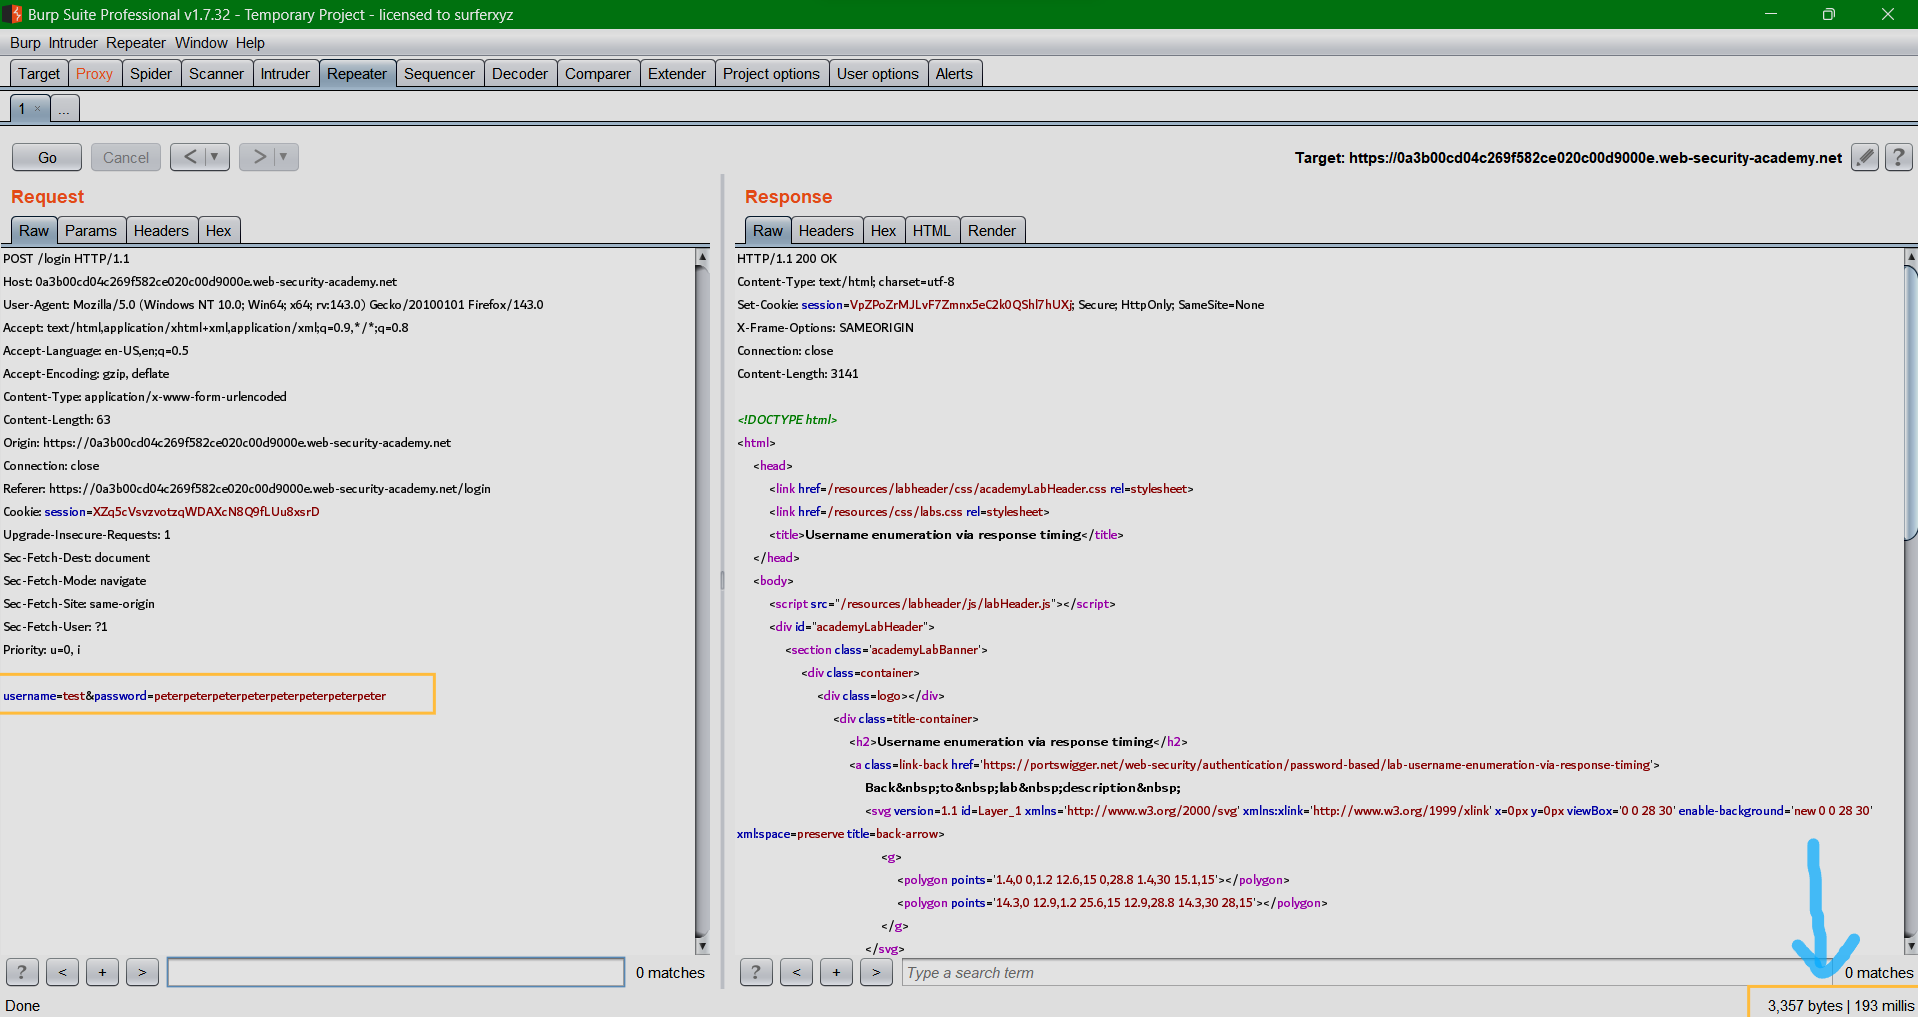 Burp Suite Professional v1.7.32 - Temporary Project - licensed to surferxyz
Burp Intruder Repeater Window Help
Target Proxy Spider Scanner Intruder Repeater Sequencer Decoder Comparer Extender Project options User options Alerts
1 × ...
Go Cancel < ▼ > ▼ Target: https://0a3b00cd04c269f582ce020c00d9000e.web-security-academy.net ?
Request
Raw Params Headers Hex
POST /login HTTP/1.1
Host: 0a3b00cd04c269f582ce020c00d9000e.web-security-academy.net
User-Agent: Mozilla/5.0 (Windows NT 10.0; Win64; x64; rv:143.0) Gecko/20100101 Firefox/143.0
Accept: text/html,application/xhtml+xml,application/xml;q=0.9,*/*;q=0.8
Accept-Language: en-US,en;q=0.5
Accept-Encoding: gzip, deflate
Content-Type: application/x-www-form-urlencoded
Content-Length: 63
Origin: https://0a3b00cd04c269f582ce020c00d9000e.web-security-academy.net
Connection: close
Referer: https://0a3b00cd04c269f582ce020c00d9000e.web-security-academy.net/login
Cookie: session=XZq5cVsvzvotzqWDAXcN8Q9fLUu8xsrD
Upgrade-Insecure-Requests: 1
Sec-Fetch-Dest: document
Sec-Fetch-Mode: navigate
Sec-Fetch-Site: same-origin
Sec-Fetch-User: ?1
Priority: u=0, i
username=test&password=peterpeterpeterpeterpeterpeterpeterpeter
? < + > 0 matches
Response
Raw Headers Hex HTML Render
HTTP/1.1 200 OK
Content-Type: text/html; charset=utf-8
Set-Cookie: session=VpZPoZrMJLvF7Zmnx5eC2k0QShl7hUXj; Secure; HttpOnly; SameSite=None
X-Frame-Options: SAMEORIGIN
Connection: close
Content-Length: 3141
<!DOCTYPE html>
<html>
<head>
<link href=/resources/labheader/css/academyLabHeader.css rel=stylesheet>
<link href=/resources/css/labs.css rel=stylesheet>
<title>Username enumeration via response timing</title>
</head>
<body>
<script src="/resources/labheader/js/labHeader.js"></script>
<div id="academyLabHeader">
<section class='academyLabBanner'>
<div class=container>
<div class=logo></div>
<div class=title-container>
<h2>Username enumeration via response timing</h2>
<a class=link-back href='https://portswigger.net/web-security/authentication/password-based/lab-username-enumeration-via-response-timing'>
Back&nbsp;to&nbsp;lab&nbsp;description&nbsp;
<svg version=1.1 id=Layer_1 xmlns='http://www.w3.org/2000/svg' xmlns:xlink='http://www.w3.org/1999/xlink' x=0px y=0px viewBox='0 0 28 30' enable-background='new 0 0 28 30'
xml:space=preserve title=back-arrow>
<g>
<polygon points='1.4,0 0,1.2 12.6,15 0,28.8 1.4,30 15.1,15'></polygon>
<polygon points='14.3,0 12.9,1.2 25.6,15 12.9,28.8 14.3,30 28,15'></polygon>
</g>
</svg>
? < + > Type a search term 0 matches
Done 3,357 bytes | 193 millis